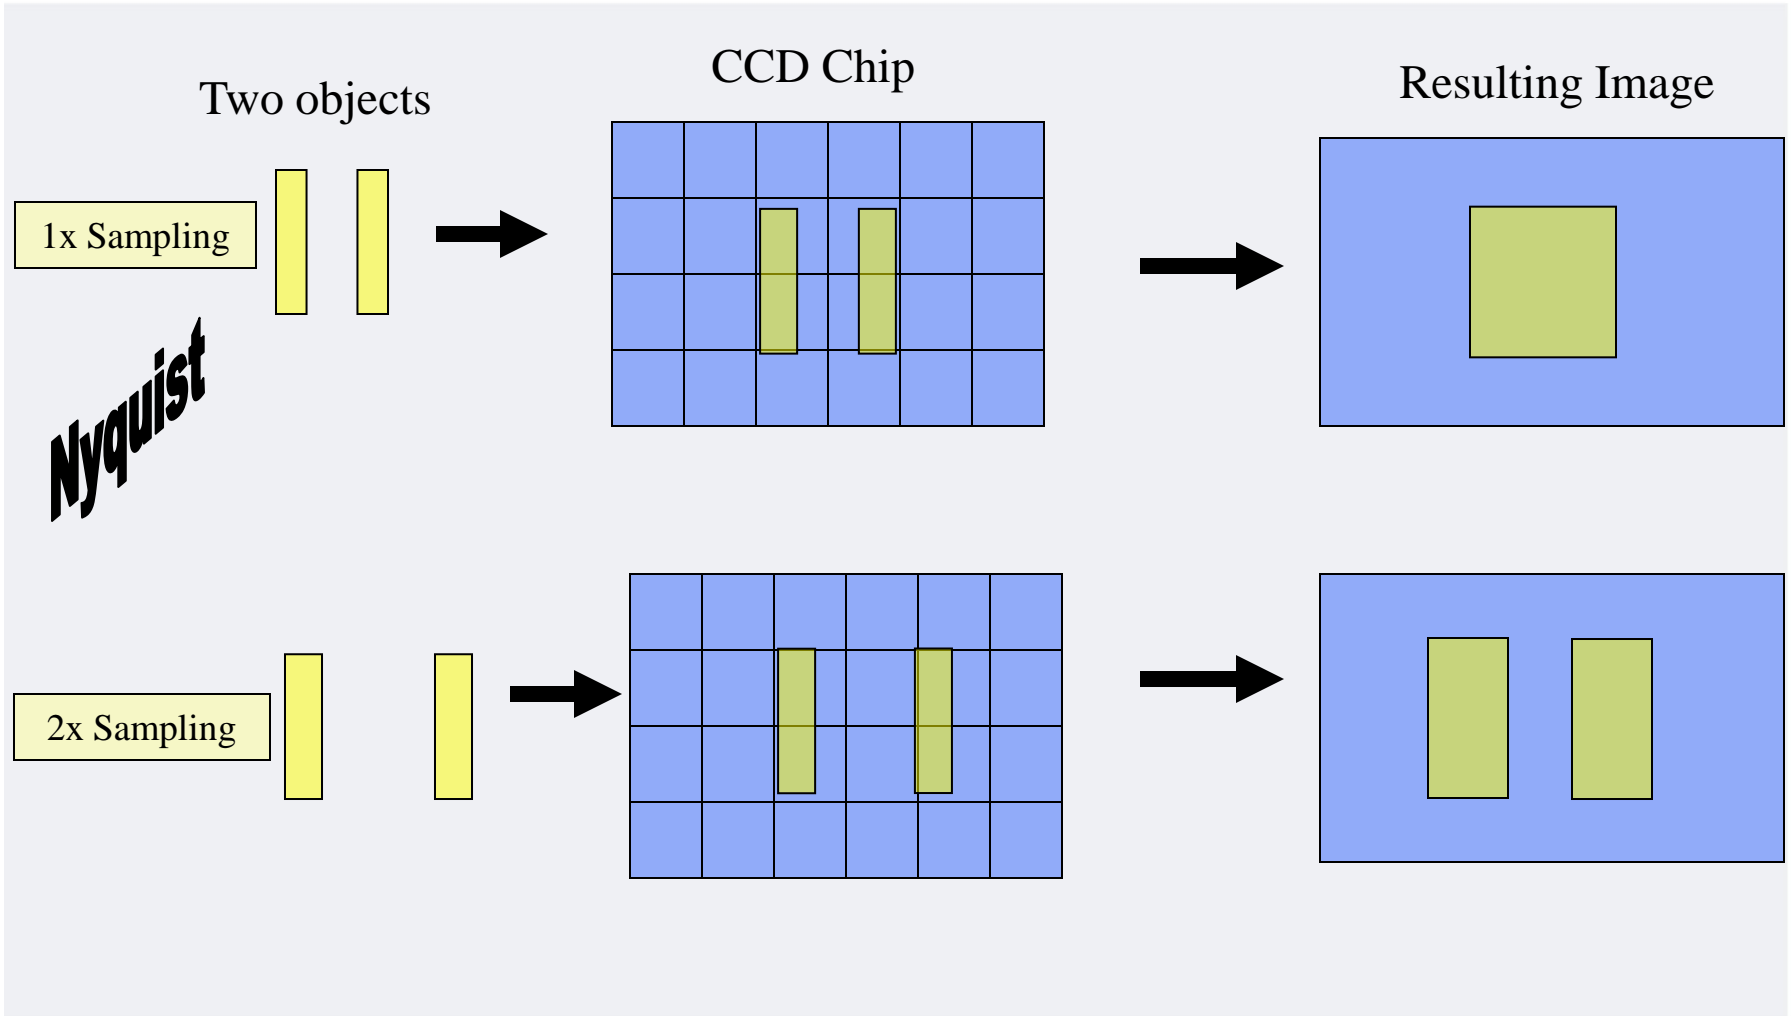 Two objects
CCD Chip
Resulting Image
1x Sampling
Nyquist
2x Sampling